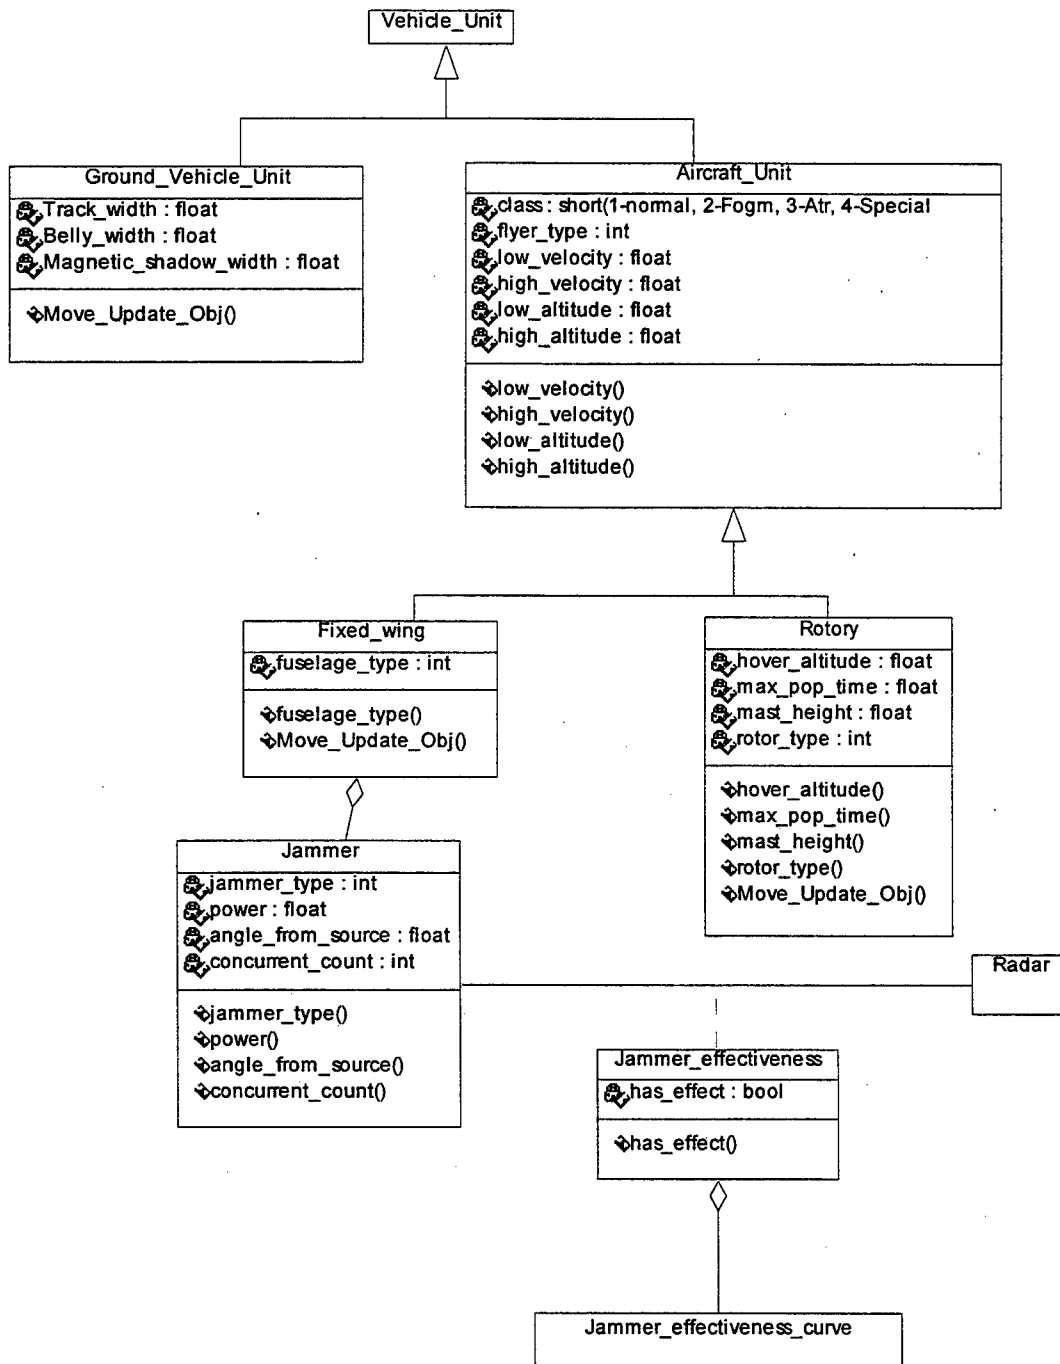 Vehicle_Unit
Ground_Vehicle_Unit
Track_width : float
Belly_width : float
Magnetic_shadow_width : float
Move_Update_Obj()
Aircraft_Unit
class : short(1-normal, 2-Fogm, 3-Atr, 4-Special
flyer_type : int
low_velocity : float
high_velocity : float
low_altitude : float
high_altitude : float
low_velocity()
high_velocity()
low_altitude()
high_altitude()
Fixed_wing
fuselage_type : int
fuselage_type()
Move_Update_Obj()
Rotory
hover_altitude : float
max_pop_time : float
mast_height : float
rotor_type : int
hover_altitude()
max_pop_time()
mast_height()
rotor_type()
Move_Update_Obj()
Jammer
jammer_type : int
power : float
angle_from_source : float
concurrent_count : int
jammer_type()
power()
angle_from_source()
concurrent_count()
Radar
Jammer_effectiveness
has_effect : bool
has_effect()
Jammer_effectiveness_curve